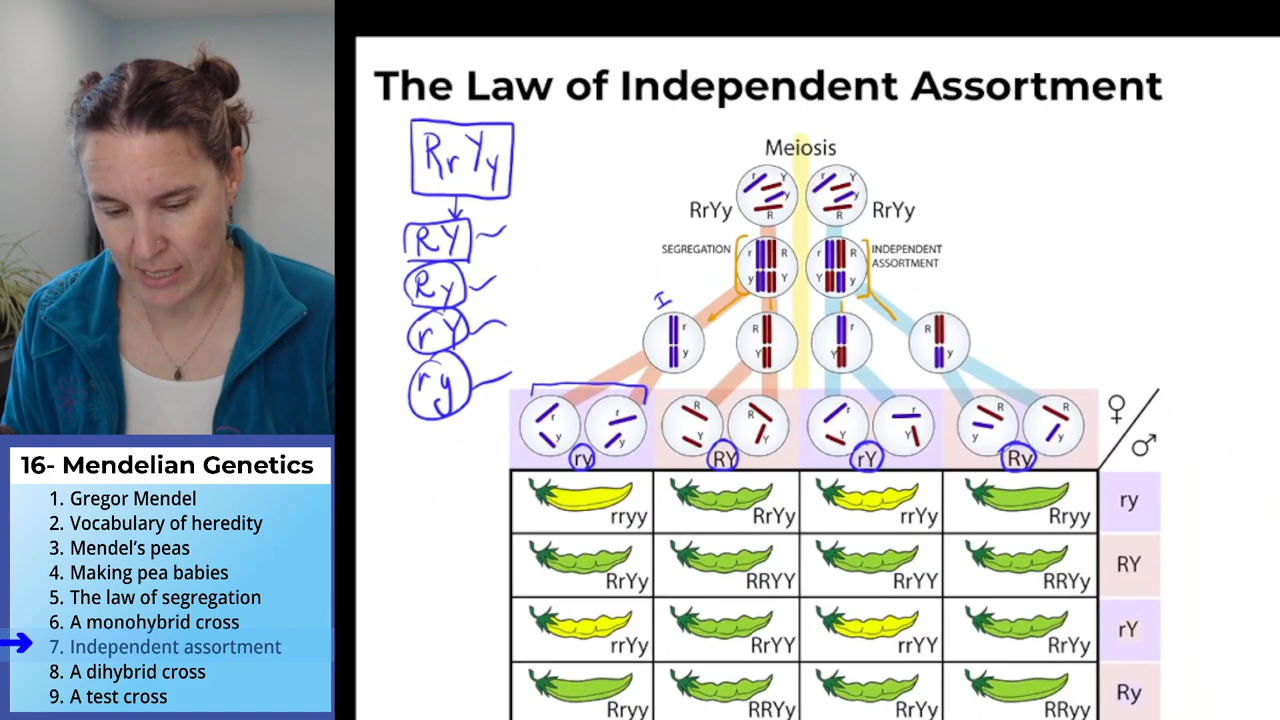 The Law of Independent Assortment
RrYy
RY
Ry
rY
ry
Meiosis
r Y y R
r Y y R
RrYy
RrYy
SEGREGATION
r R
y Y
r R
Y y
INDEPENDENT
ASSORTMENT
I
r
y
R
Y
r
Y
R
y
r r R R r r R R
y y Y Y Y Y y y
ry RY rY Ry
♀
♂
rryy RrYy rrYy Rryy ry
RrYy RRYY RrYY RRYy RY
rrYy RrYY rrYY RrYy rY
Rryy RRYy RrYy RRyy Ry
16- Mendelian Genetics
1. Gregor Mendel
2. Vocabulary of heredity
3. Mendel's peas
4. Making pea babies
5. The law of segregation
6. A monohybrid cross
7. Independent assortment
8. A dihybrid cross
9. A test cross